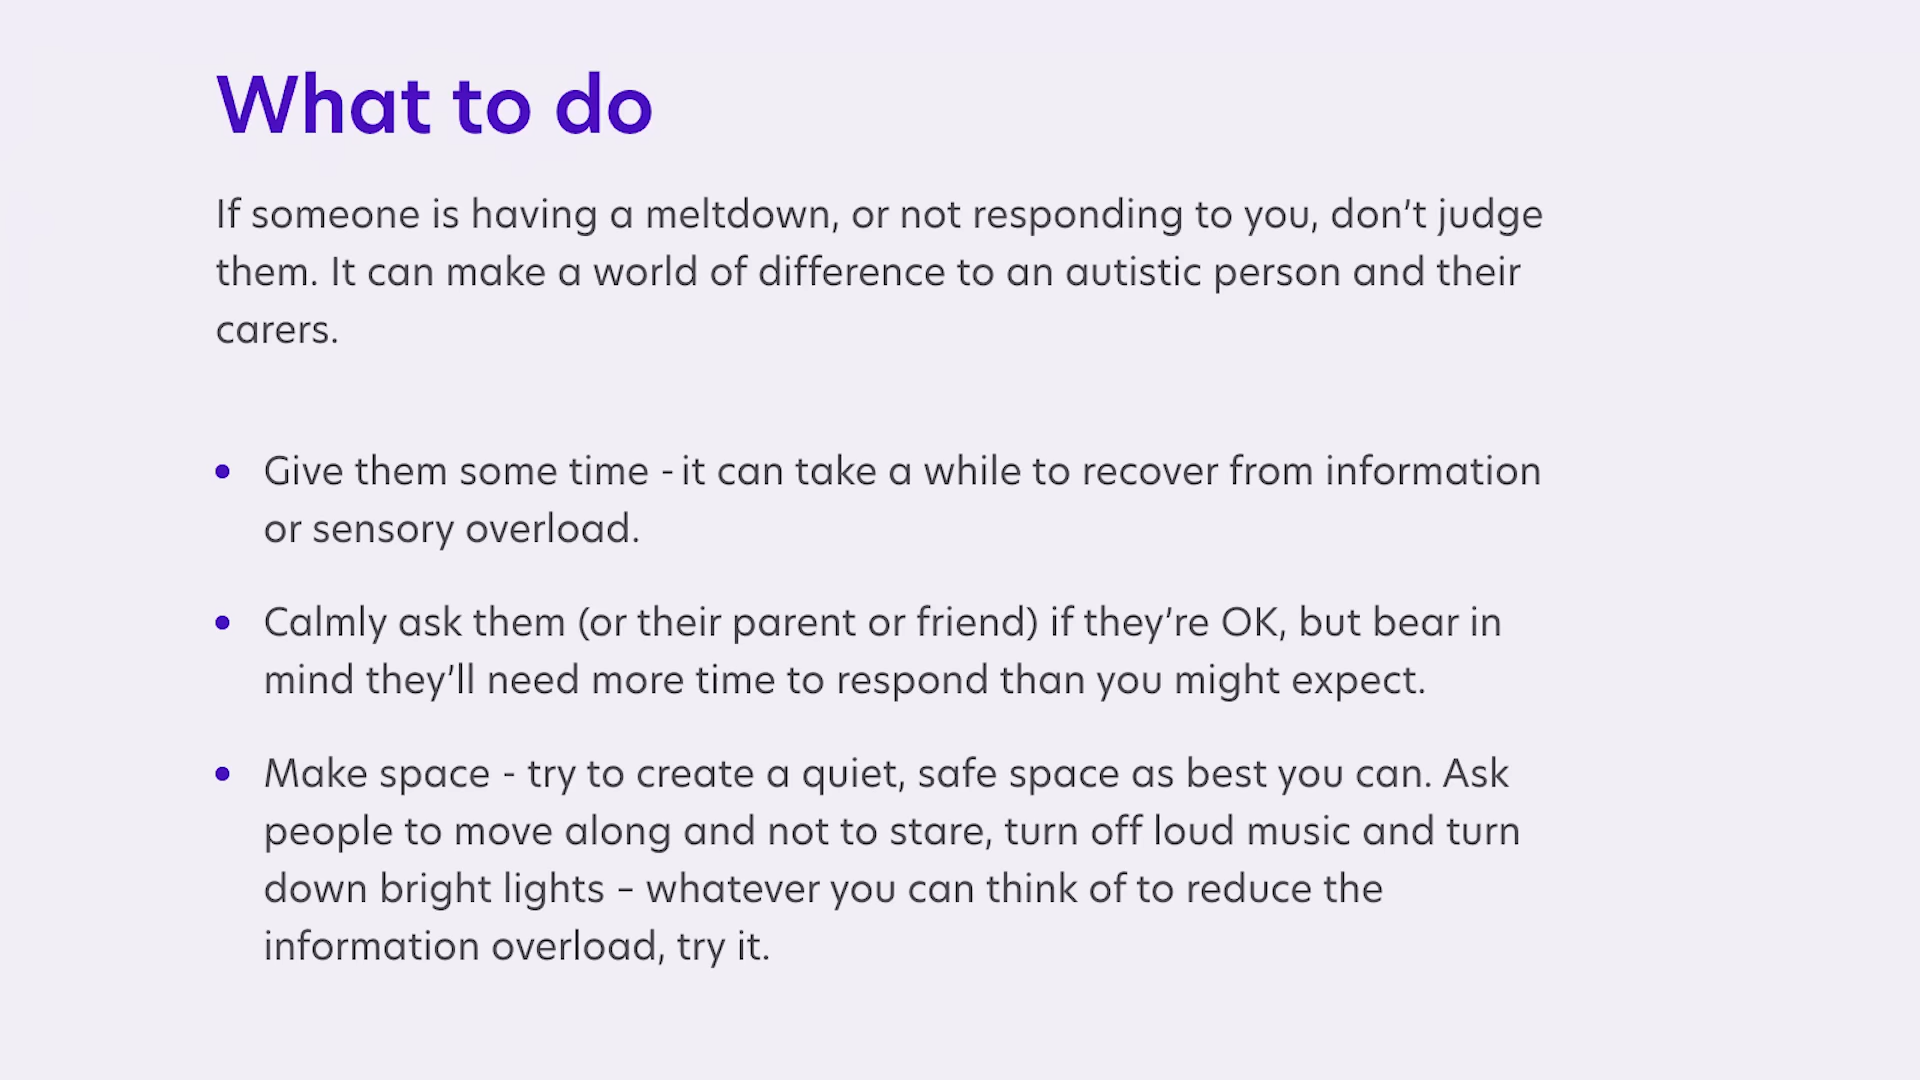 What to do
If someone is having a meltdown, or not responding to you, don’t judge
them. It can make a world of difference to an autistic person and their
carers.
• Give them some time - it can take a while to recover from information
or sensory overload.
• Calmly ask them (or their parent or friend) if they’re OK, but bear in
mind they’ll need more time to respond than you might expect.
• Make space - try to create a quiet, safe space as best you can. Ask
people to move along and not to stare, turn off loud music and turn
down bright lights – whatever you can think of to reduce the
information overload, try it.